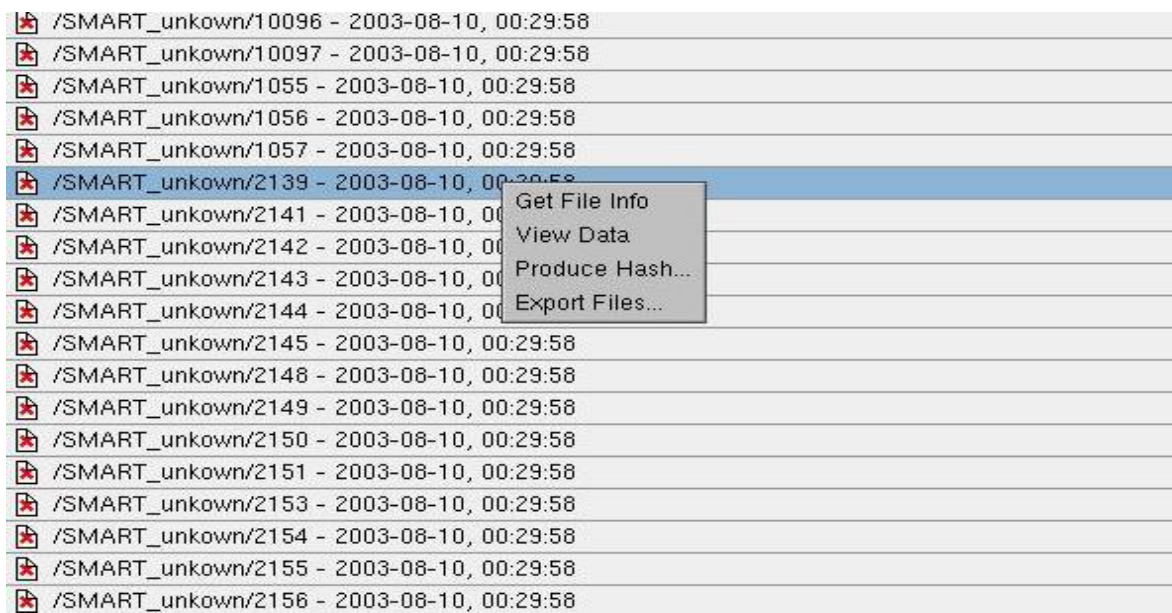 /SMART_unkown/10096 - 2003-08-10, 00:29:58
/SMART_unkown/10097 - 2003-08-10, 00:29:58
/SMART_unkown/1055 - 2003-08-10, 00:29:58
/SMART_unkown/1056 - 2003-08-10, 00:29:58
/SMART_unkown/1057 - 2003-08-10, 00:29:58
/SMART_unkown/2139 - 2003-08-10, 00:29:58
/SMART_unkown/2141 - 2003-08-10, 00
/SMART_unkown/2142 - 2003-08-10, 00
/SMART_unkown/2143 - 2003-08-10, 00
/SMART_unkown/2144 - 2003-08-10, 00
Get File Info
View Data
Produce Hash...
Export Files...
/SMART_unkown/2145 - 2003-08-10, 00:29:58
/SMART_unkown/2148 - 2003-08-10, 00:29:58
/SMART_unkown/2149 - 2003-08-10, 00:29:58
/SMART_unkown/2150 - 2003-08-10, 00:29:58
/SMART_unkown/2151 - 2003-08-10, 00:29:58
/SMART_unkown/2153 - 2003-08-10, 00:29:58
/SMART_unkown/2154 - 2003-08-10, 00:29:58
/SMART_unkown/2155 - 2003-08-10, 00:29:58
/SMART_unkown/2156 - 2003-08-10, 00:29:58